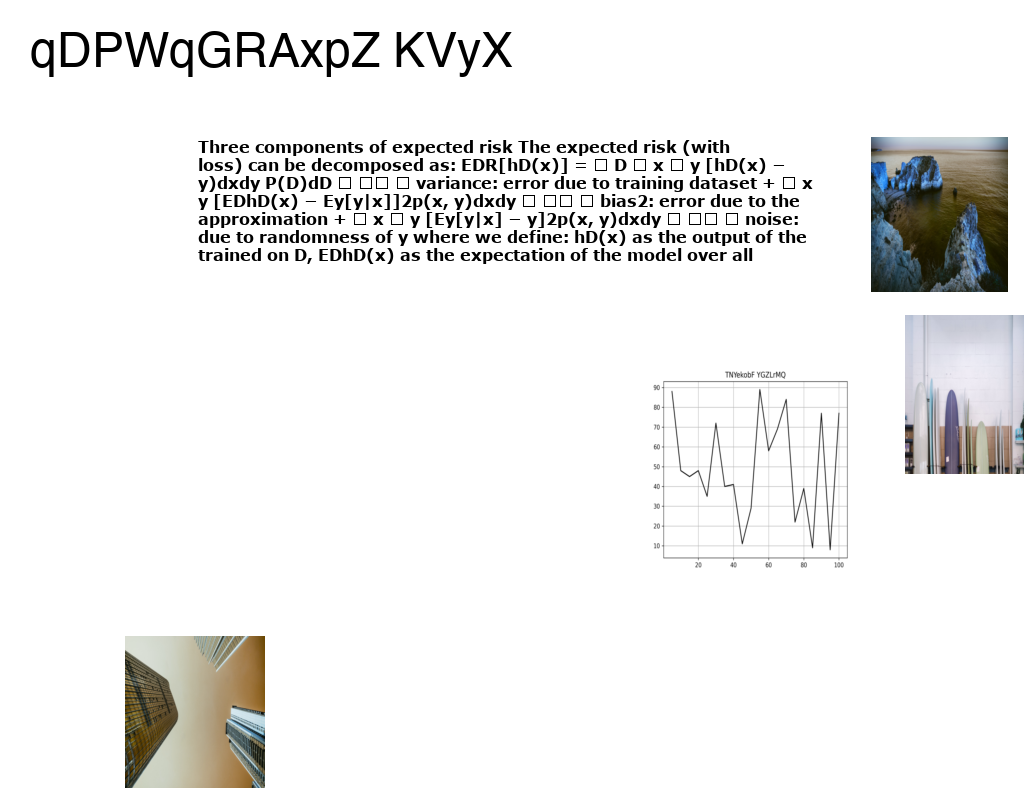 qDPWqGRAxpZ KVyX
Three components of expected risk The expected risk (with
loss) can be decomposed as: EDR[hD(x)] = □ D □ x □ y [hD(x) −
y)dxdy P(D)dD □ □□ □ variance: error due to training dataset + □ x
y [EDhD(x) − Ey[y|x]]2p(x, y)dxdy □ □□ □ bias2: error due to the
approximation + □ x □ y [Ey[y|x] − y]2p(x, y)dxdy □ □□ □ noise:
due to randomness of y where we define: hD(x) as the output of the
trained on D, EDhD(x) as the expectation of the model over all
TNYekobF YGZLrMQ
90
80
70
60
50
40
30
20
10
20 40 60 80 100